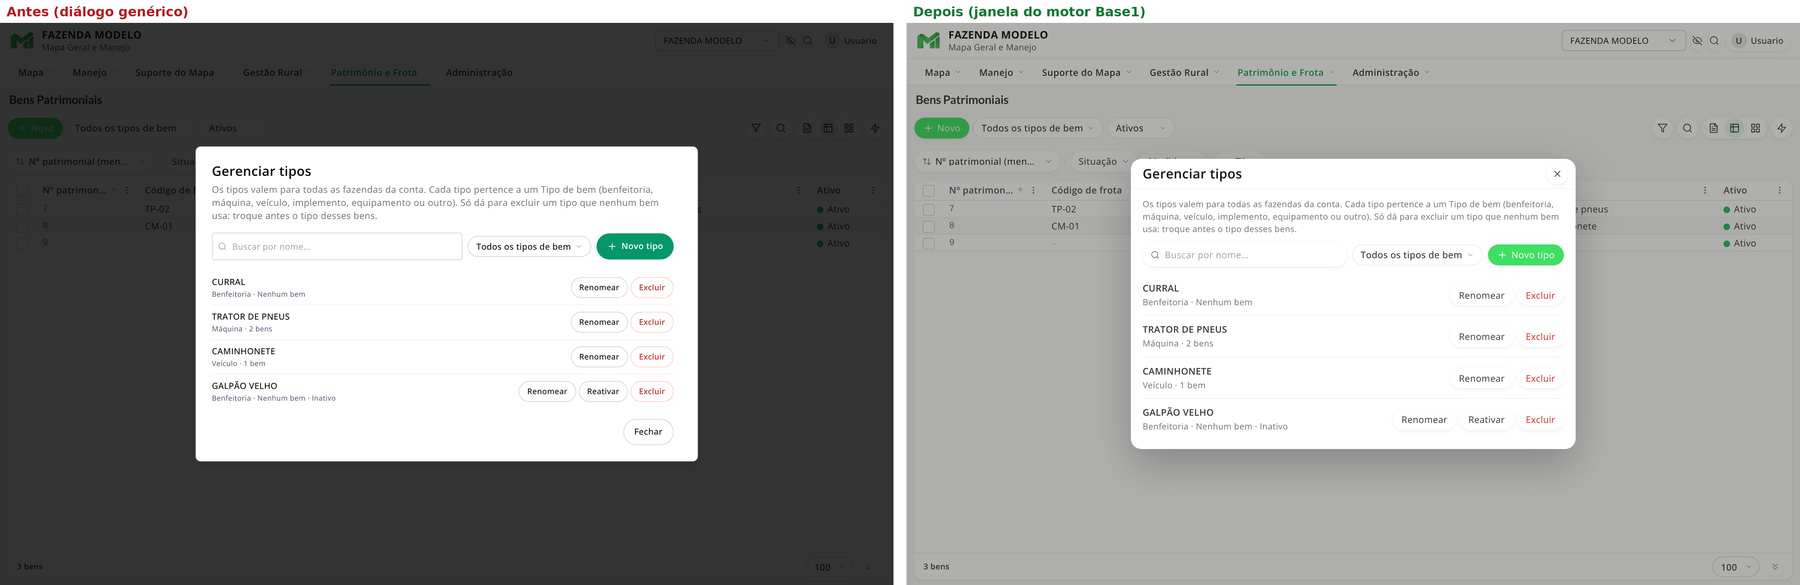 Antes (diálogo genérico)
FAZENDA MODELO
Mapa Geral e Manejo
FAZENDA MODELO
U Usuario
Mapa Manejo Suporte do Mapa Gestão Rural Patrimônio e Frota Administração
Bens Patrimoniais
+ Novo Todos os tipos de bem Ativos
Nº patrimonial (men... Situa
Nº patrimon... Código de f Ativo
7 TP-02 s Ativo
8 CM-01 Ativo
9 Ativo
Gerenciar tipos
Os tipos valem para todas as fazendas da conta. Cada tipo pertence a um Tipo de bem (benfeitoria,
máquina, veículo, implemento, equipamento ou outro). Só dá para excluir um tipo que nenhum bem
usa: troque antes o tipo desses bens.
Buscar por nome... Todos os tipos de bem + Novo tipo
CURRAL
Benfeitoria · Nenhum bem
Renomear Excluir
TRATOR DE PNEUS
Máquina · 2 bens
Renomear Excluir
CAMINHONETE
Veículo · 1 bem
Renomear Excluir
GALPÃO VELHO
Benfeitoria · Nenhum bem · Inativo
Renomear Reativar Excluir
Fechar
3 bens 100
Depois (janela do motor Base1)
FAZENDA MODELO
Mapa Geral e Manejo
FAZENDA MODELO
U Usuario
Mapa Manejo Suporte do Mapa Gestão Rural Patrimônio e Frota Administração
Bens Patrimoniais
+ Novo Todos os tipos de bem Ativos
Nº patrimonial (men... Situação
Nº patrimon... Código de frota Ativo
7 TP-02 e pneus Ativo
8 CM-01 nete Ativo
9 - Ativo
Gerenciar tipos
Os tipos valem para todas as fazendas da conta. Cada tipo pertence a um Tipo de bem (benfeitoria,
máquina, veículo, implemento, equipamento ou outro). Só dá para excluir um tipo que nenhum bem
usa: troque antes o tipo desses bens.
Buscar por nome... Todos os tipos de bem + Novo tipo
CURRAL
Benfeitoria · Nenhum bem
Renomear Excluir
TRATOR DE PNEUS
Máquina · 2 bens
Renomear Excluir
CAMINHONETE
Veículo · 1 bem
Renomear Excluir
GALPÃO VELHO
Benfeitoria · Nenhum bem · Inativo
Renomear Reativar Excluir
3 bens 100